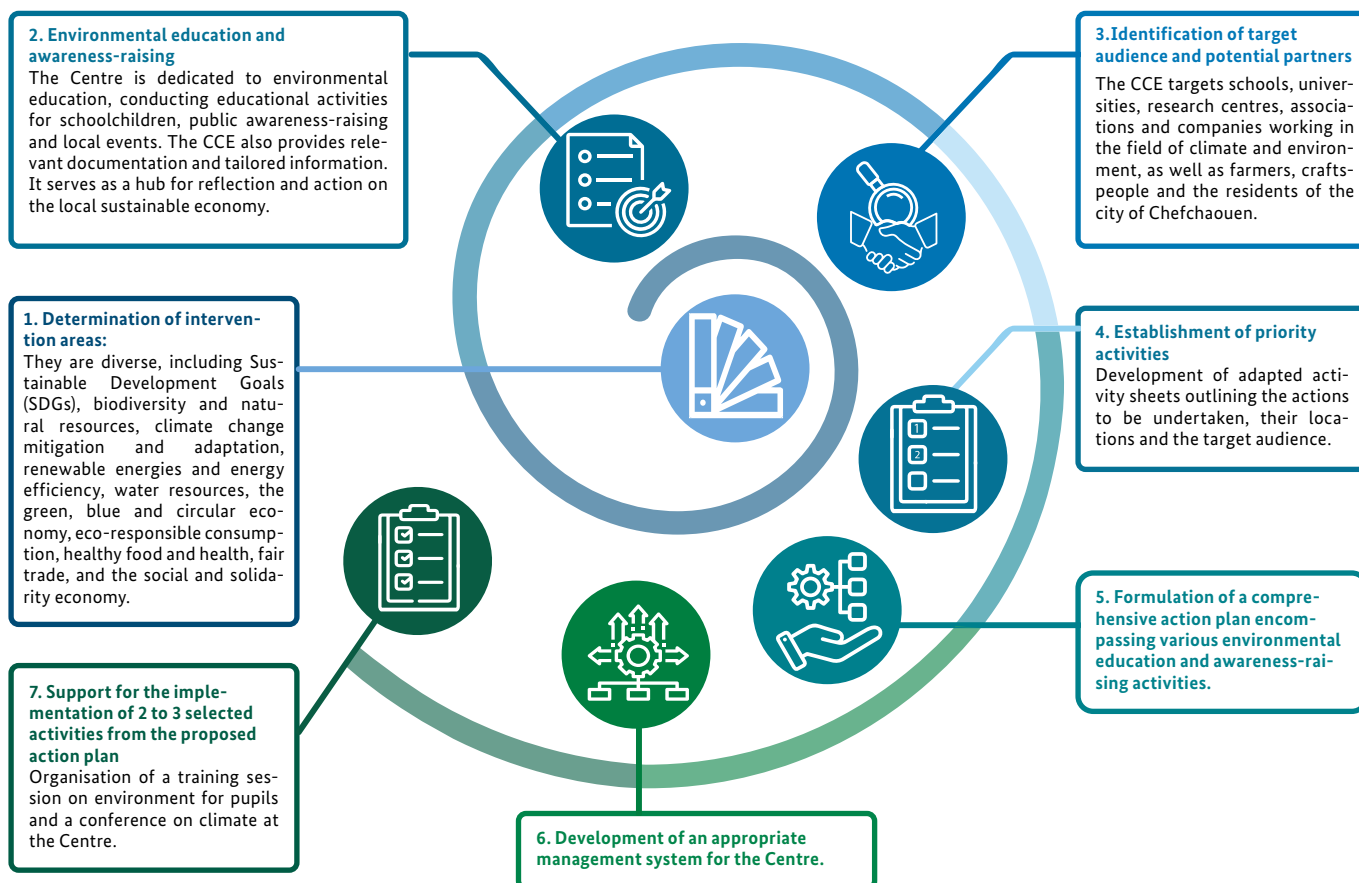 1. Determination of interven-
tion areas:
They are diverse, including Sus-
tainable Development Goals
(SDGs), biodiversity and natu-
ral resources, climate change
mitigation and adaptation,
renewable energies and energy
efficiency, water resources, the
green, blue and circular eco-
nomy, eco-responsible consump-
tion, healthy food and health, fair
trade, and the social and solida-
rity economy.
2. Environmental education and
awareness-raising
The Centre is dedicated to environmental
education, conducting educational activities
for schoolchildren, public awareness-raising
and local events. The CCE also provides rele-
vant documentation and tailored information.
It serves as a hub for reflection and action on
the local sustainable economy.
3.Identification of target
audience and potential partners
The CCE targets schools, univer-
sities, research centres, associa-
tions and companies working in
the field of climate and environ-
ment, as well as farmers, crafts-
people and the residents of the
city of Chefchaouen.
4. Establishment of priority
activities
Development of adapted acti-
vity sheets outlining the actions
to be undertaken, their loca-
tions and the target audience.
1
2
5. Formulation of a compre-
hensive action plan encom-
passing various environmental
education and awareness-rai-
sing activities.
6. Development of an appropriate
management system for the Centre.
7. Support for the imple-
mentation of 2 to 3 selected
activities from the proposed
action plan
Organisation of a training ses-
sion on environment for pupils
and a conference on climate at
the Centre.